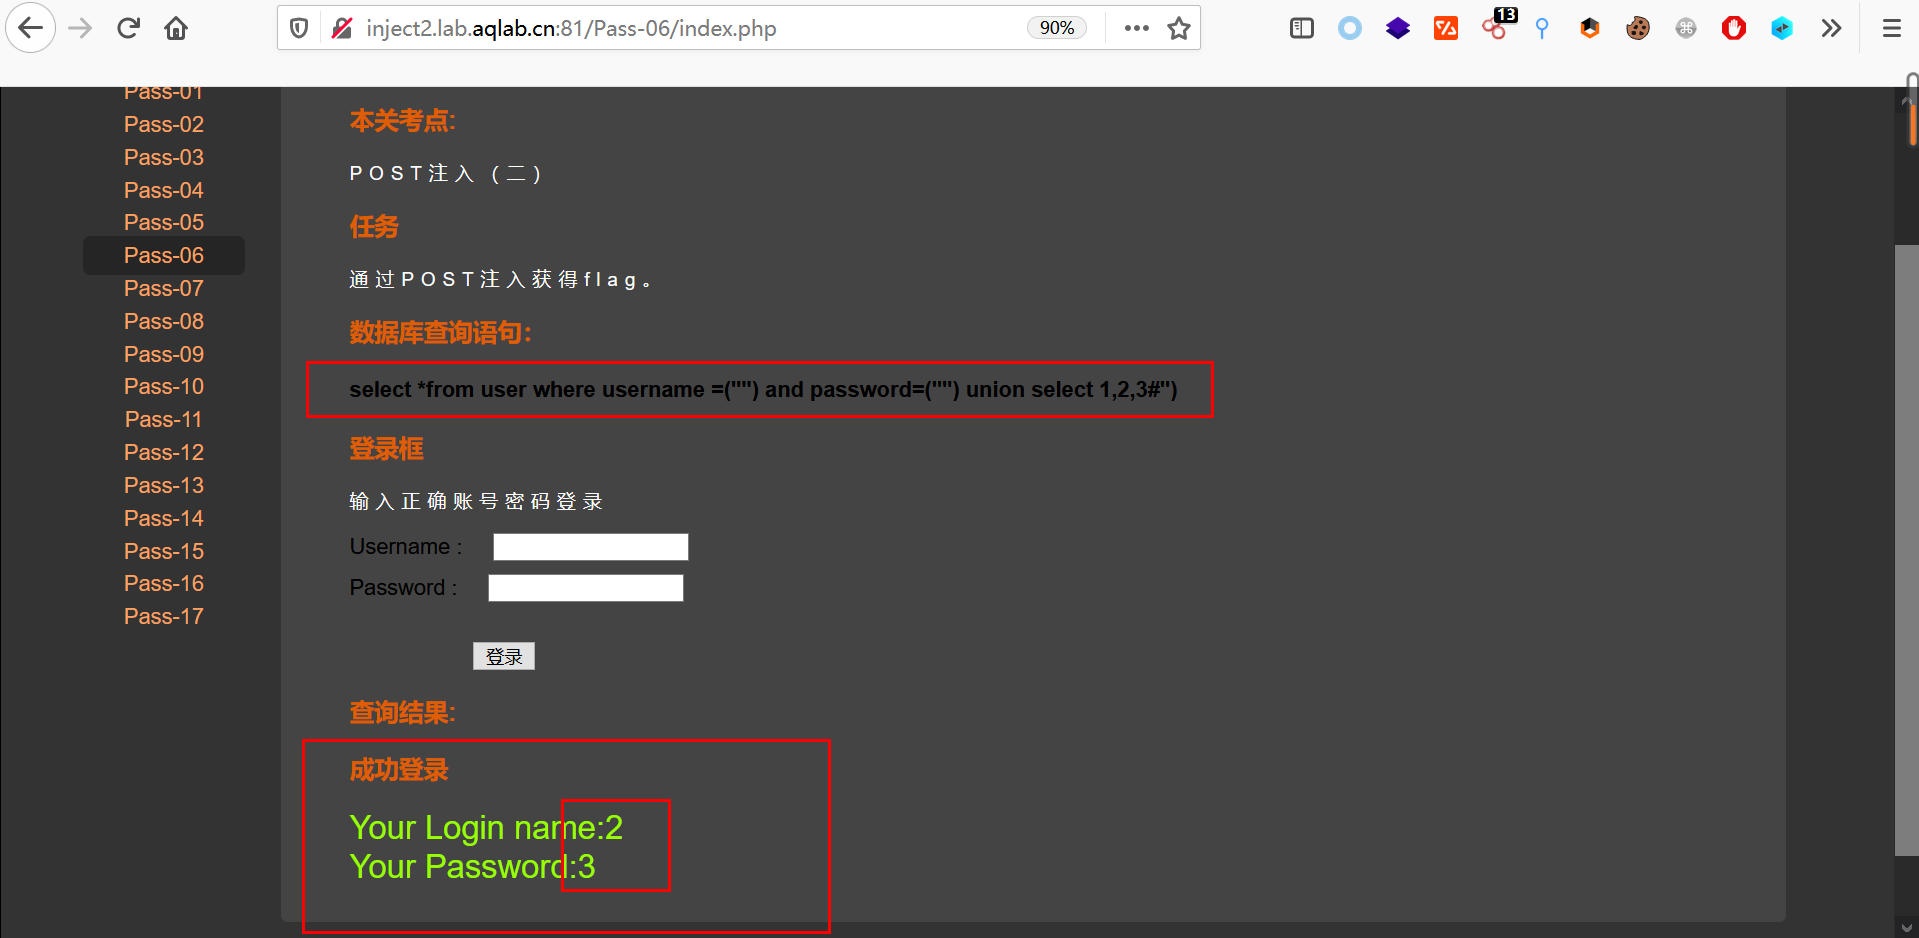 inject2.lab.aqlab.cn:81/Pass-06/index.php
90%
13
Pass-01
Pass-02
Pass-03
Pass-04
Pass-05
Pass-06
Pass-07
Pass-08
Pass-09
Pass-10
Pass-11
Pass-12
Pass-13
Pass-14
Pass-15
Pass-16
Pass-17
本关考点:
POST注入 (二)
任务
通过POST注入获得flag。
数据库查询语句:
select *from user where username =("") and password=("") union select 1,2,3#")
登录框
输入正确账号密码登录
Username :
Password :
登录
查询结果:
成功登录
Your Login name:2
Your Password:3